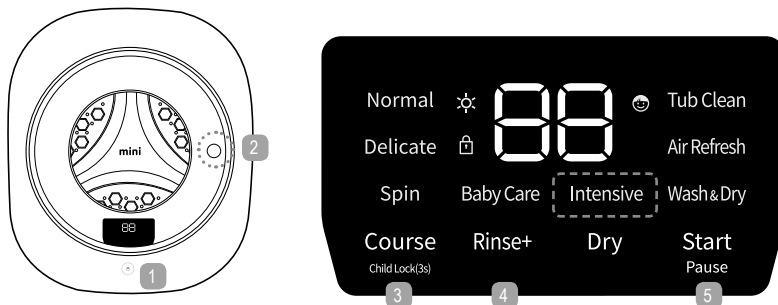 mini
88
2
1
88
Normal
Tub Clean
Delicate
Air Refresh
Spin
Baby Care
Intensive
Wash&Dry
Course
Rinse+
Dry
Start
Child Lock(3s)
Pause
3
4
5